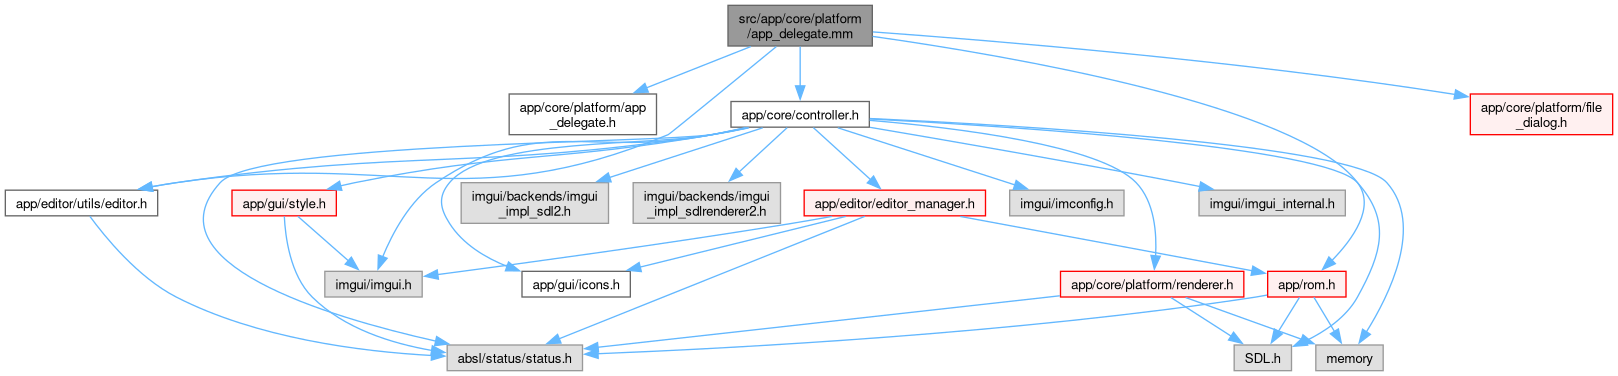 src/app/core/platform
/app_delegate.mm
app/core/platform/app
_delegate.h
app/core/controller.h
app/core/platform/file
_dialog.h
app/editor/utils/editor.h
app/gui/style.h
imgui/backends/imgui
_impl_sdl2.h
imgui/backends/imgui
_impl_sdlrenderer2.h
app/editor/editor_manager.h
imgui/imconfig.h
imgui/imgui_internal.h
imgui/imgui.h
app/gui/icons.h
app/core/platform/renderer.h
app/rom.h
absl/status/status.h
SDL.h
memory